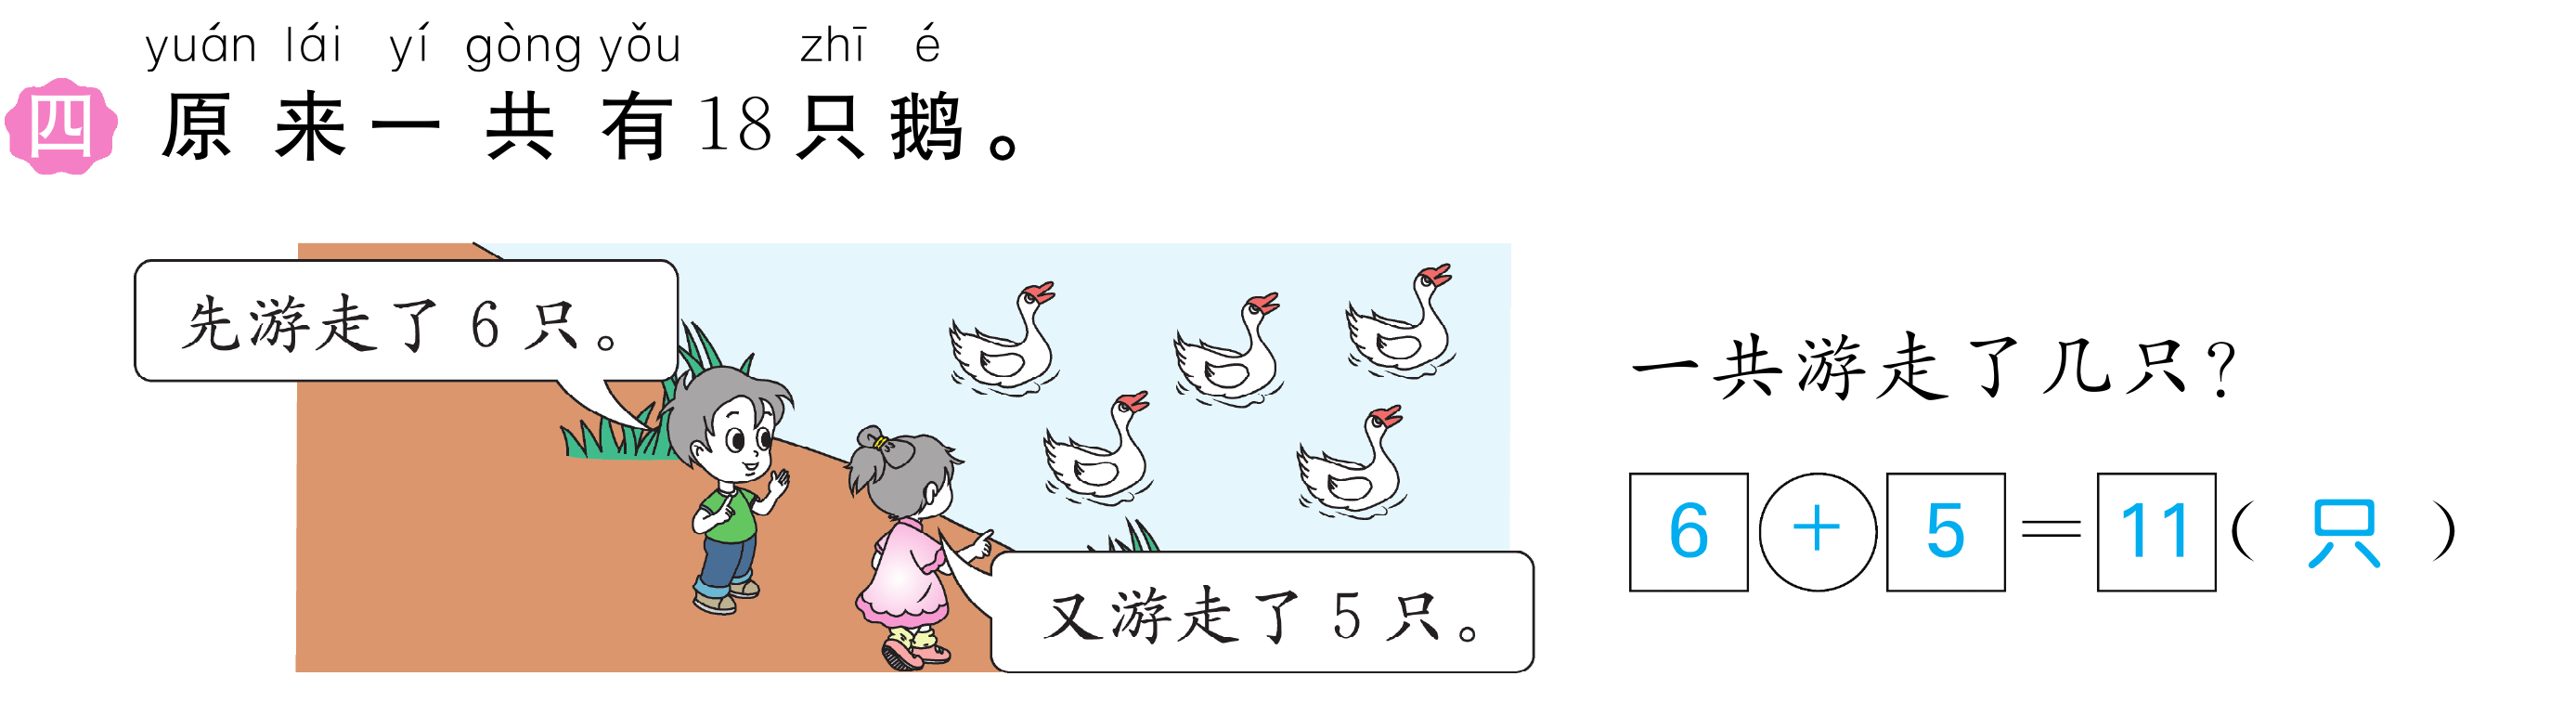 yuán lái yí gòng yǒu zhī é
四 原来一共有18只鹅。
先游走了6只。
又游走了5只。
一共游走了几只?
6+5=11(只)